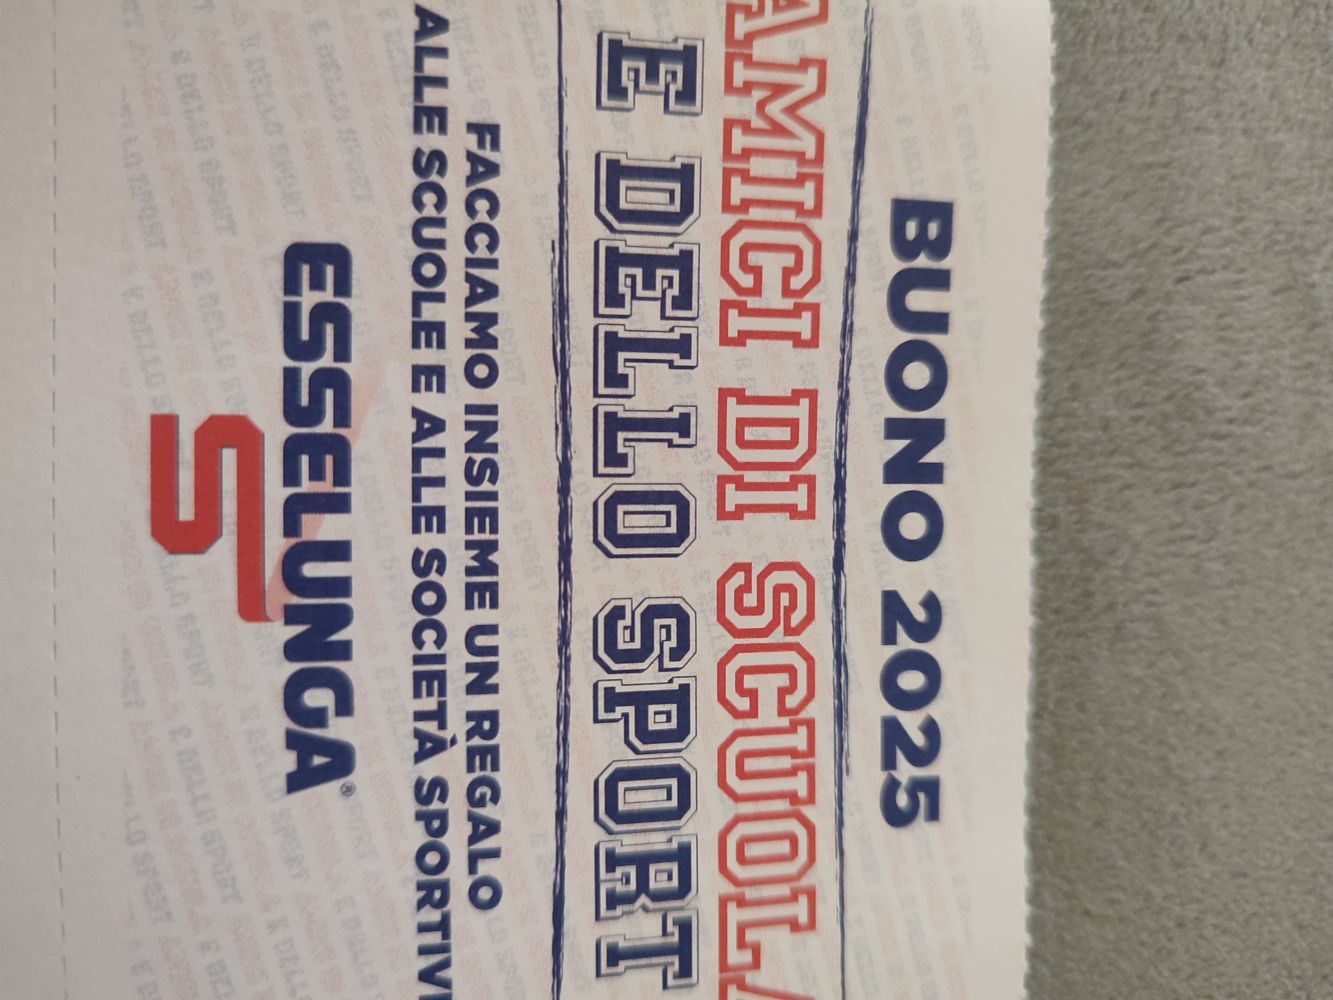 BUONO 2025
AMICI DI SCUOLA
E DELLO SPORT
FACCIAMO INSIEME UN REGALO
ALLE SCUOLE E ALLE SOCIETÀ SPORTIVE
ESSELUNGA®